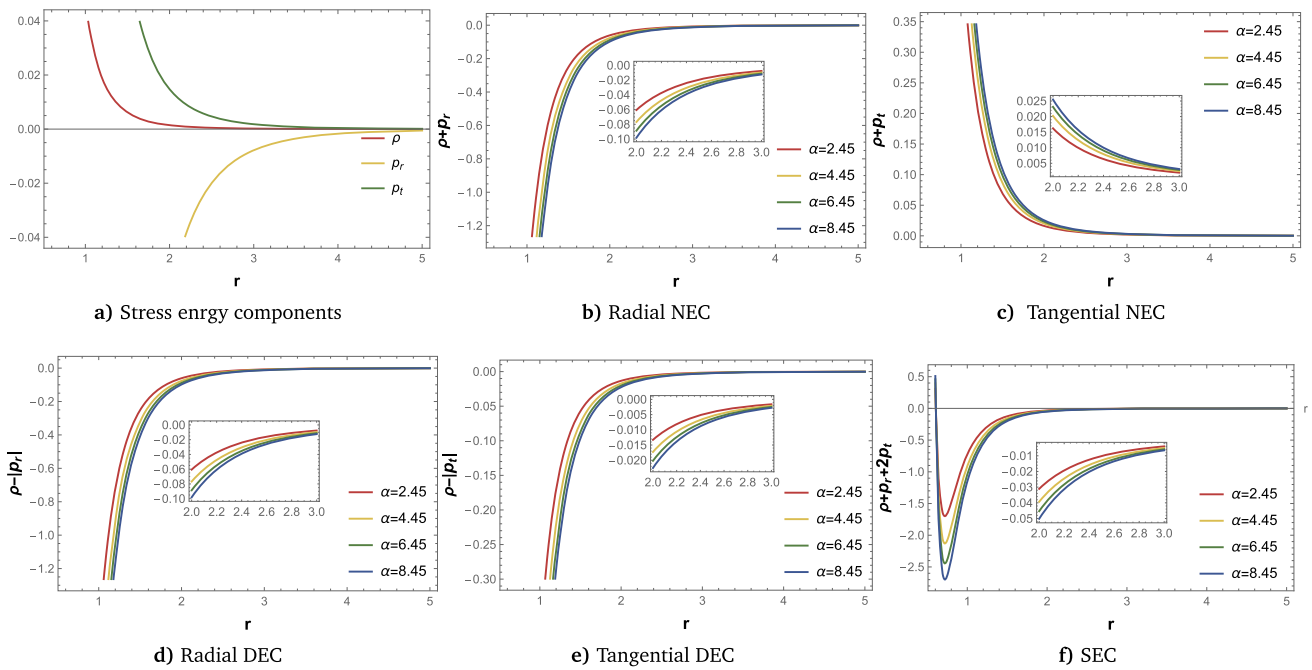 0.04
0.02
0.00
−0.02
−0.04
1
2
3
4
5
ρ
p_r
p_t
r
a) Stress enrgy components
ρ+p_r
0.0
−0.2
−0.4
−0.6
−0.8
−1.0
−1.2
0.00
−0.02
−0.04
−0.06
−0.08
−0.10
2.0 2.2 2.4 2.6 2.8 3.0
α=2.45
α=4.45
α=6.45
α=8.45
1 2 3 4 5
r
b) Radial NEC
ρ+p_t
0.35
0.30
0.25
0.20
0.15
0.10
0.05
0.00
0.025
0.020
0.015
0.010
0.005
2.0 2.2 2.4 2.6 2.8 3.0
α=2.45
α=4.45
α=6.45
α=8.45
1 2 3 4 5
r
c) Tangential NEC
ρ−|p_r|
0.0
−0.2
−0.4
−0.6
−0.8
−1.0
−1.2
0.00
−0.02
−0.04
−0.06
−0.08
−0.10
2.0 2.2 2.4 2.6 2.8 3.0
α=2.45
α=4.45
α=6.45
α=8.45
1 2 3 4 5
r
d) Radial DEC
ρ−|p_t|
0.00
−0.05
−0.10
−0.15
−0.20
−0.25
−0.30
0.000
−0.005
−0.010
−0.015
−0.020
2.0 2.2 2.4 2.6 2.8 3.0
α=2.45
α=4.45
α=6.45
α=8.45
1 2 3 4 5
r
e) Tangential DEC
ρ+p_r+2p_t
0.5
0.0
−0.5
−1.0
−1.5
−2.0
−2.5
r
−0.01
−0.02
−0.03
−0.04
−0.05
2.0 2.2 2.4 2.6 2.8 3.0
α=2.45
α=4.45
α=6.45
α=8.45
1 2 3 4 5
r
f) SEC